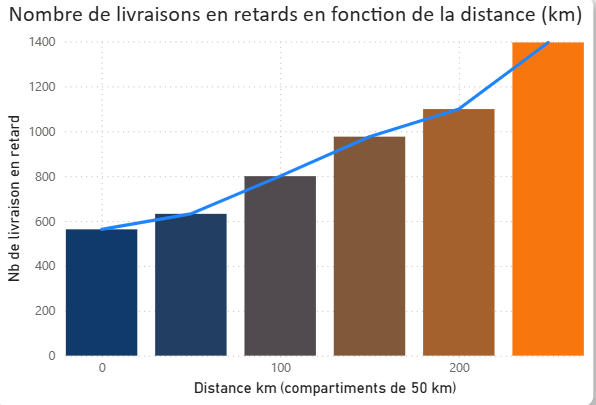 Nombre de livraisons en retards en fonction de la distance (km)
1400
1200
1000
800
600
400
200
0
Nb de livraison en retard
0 100 200
Distance km (compartiments de 50 km)